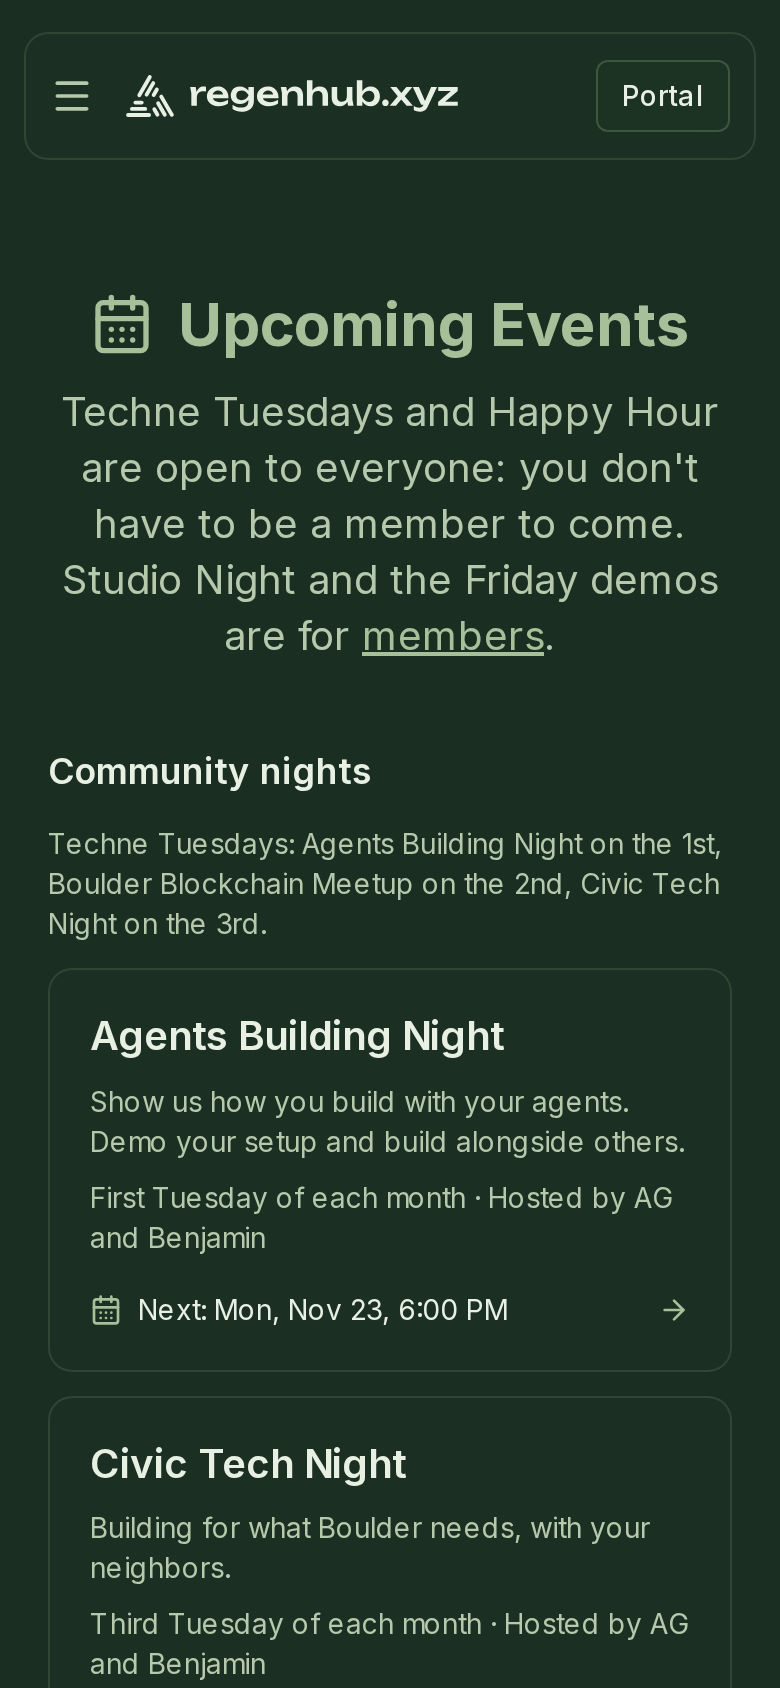 regenhub.xyz
Portal
Upcoming Events
Techne Tuesdays and Happy Hour
are open to everyone: you don't
have to be a member to come.
Studio Night and the Friday demos
are for members.
Community nights
Techne Tuesdays: Agents Building Night on the 1st,
Boulder Blockchain Meetup on the 2nd, Civic Tech
Night on the 3rd.
Agents Building Night
Show us how you build with your agents.
Demo your setup and build alongside others.
First Tuesday of each month · Hosted by AG
and Benjamin
Next: Mon, Nov 23, 6:00 PM
Civic Tech Night
Building for what Boulder needs, with your
neighbors.
Third Tuesday of each month · Hosted by AG
and Benjamin